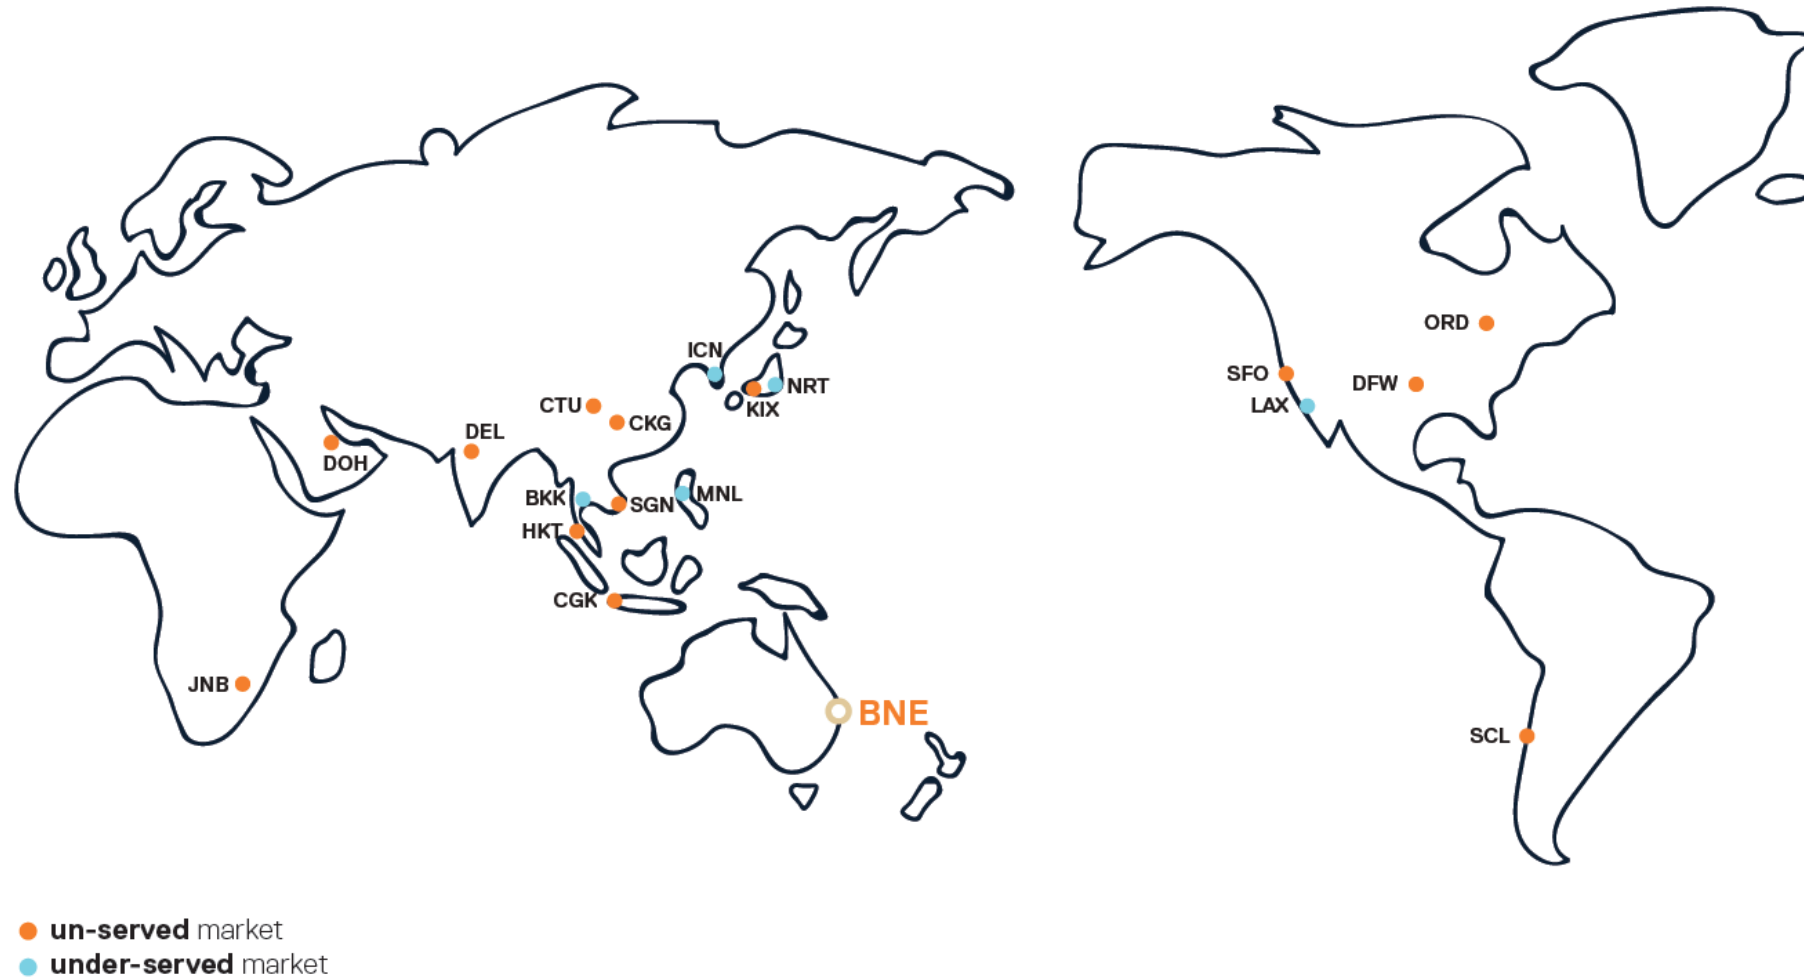 ORD
ICN
SFO
DFW
NRT
LAX
CTU
KIX
CKG
DEL
DOH
BKK
MNL
SGN
HKT
CGK
JNB
BNE
SCL
un-served market
under-served market